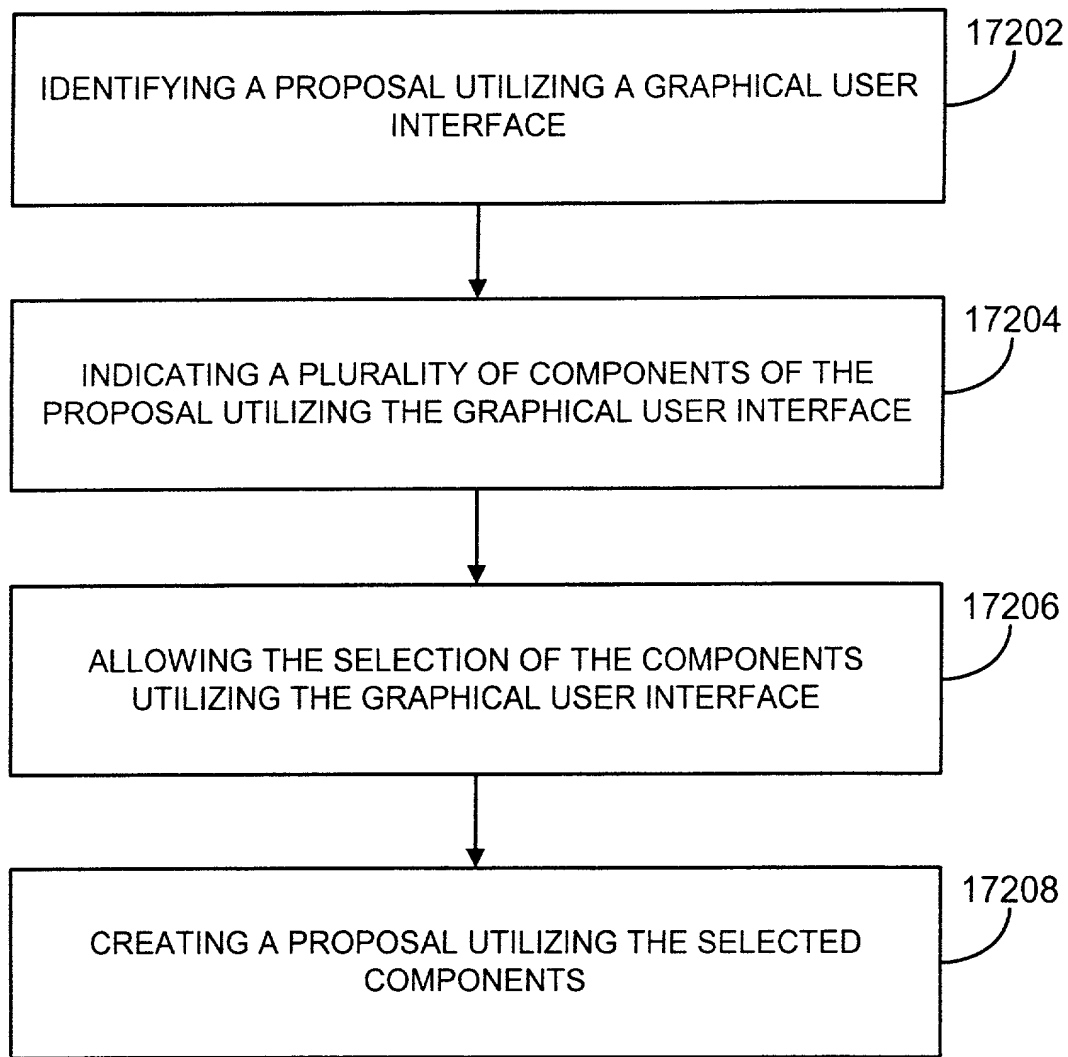 17202
IDENTIFYING A PROPOSAL UTILIZING A GRAPHICAL USER
INTERFACE
17204
INDICATING A PLURALITY OF COMPONENTS OF THE
PROPOSAL UTILIZING THE GRAPHICAL USER INTERFACE
17206
ALLOWING THE SELECTION OF THE COMPONENTS
UTILIZING THE GRAPHICAL USER INTERFACE
17208
CREATING A PROPOSAL UTILIZING THE SELECTED
COMPONENTS